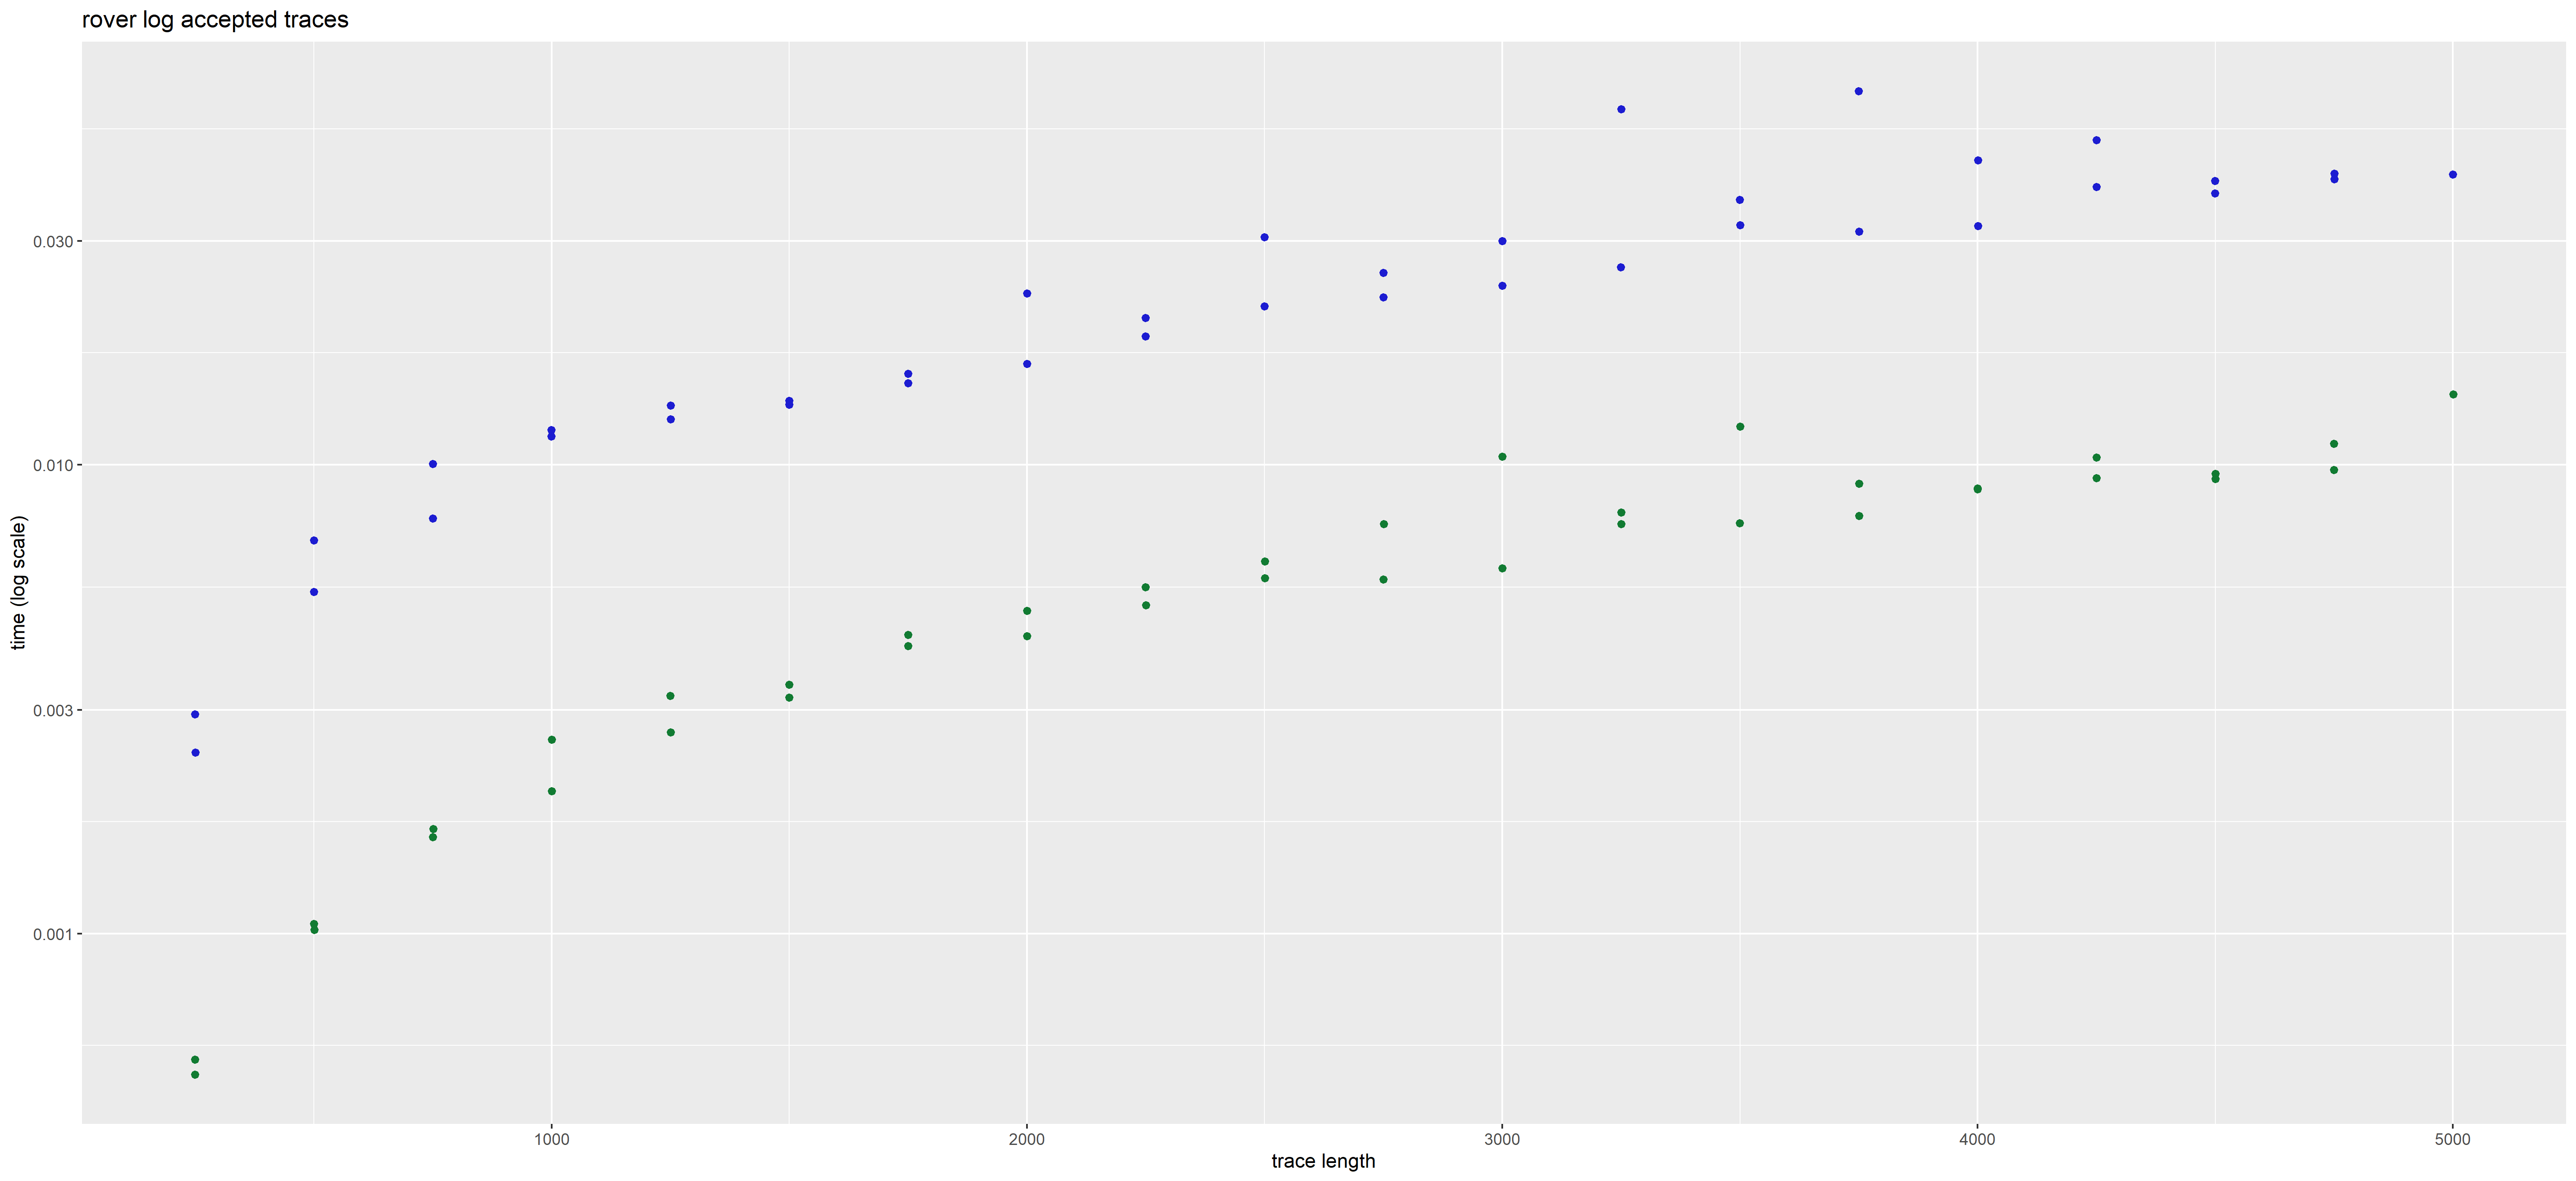 rover log accepted traces
time (log scale)
0.030
0.010
0.003
0.001
1000 2000 3000 4000 5000
trace length